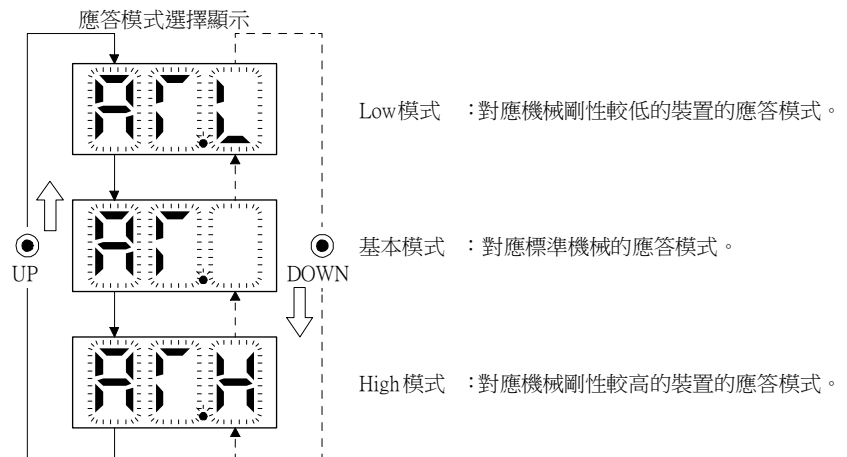 應答模式選擇顯示
AT.L
Low模式 :對應機械剛性較低的裝置的應答模式。
AT.
基本模式 :對應標準機械的應答模式。
UP
DOWN
AT.H
High模式 :對應機械剛性較高的裝置的應答模式。